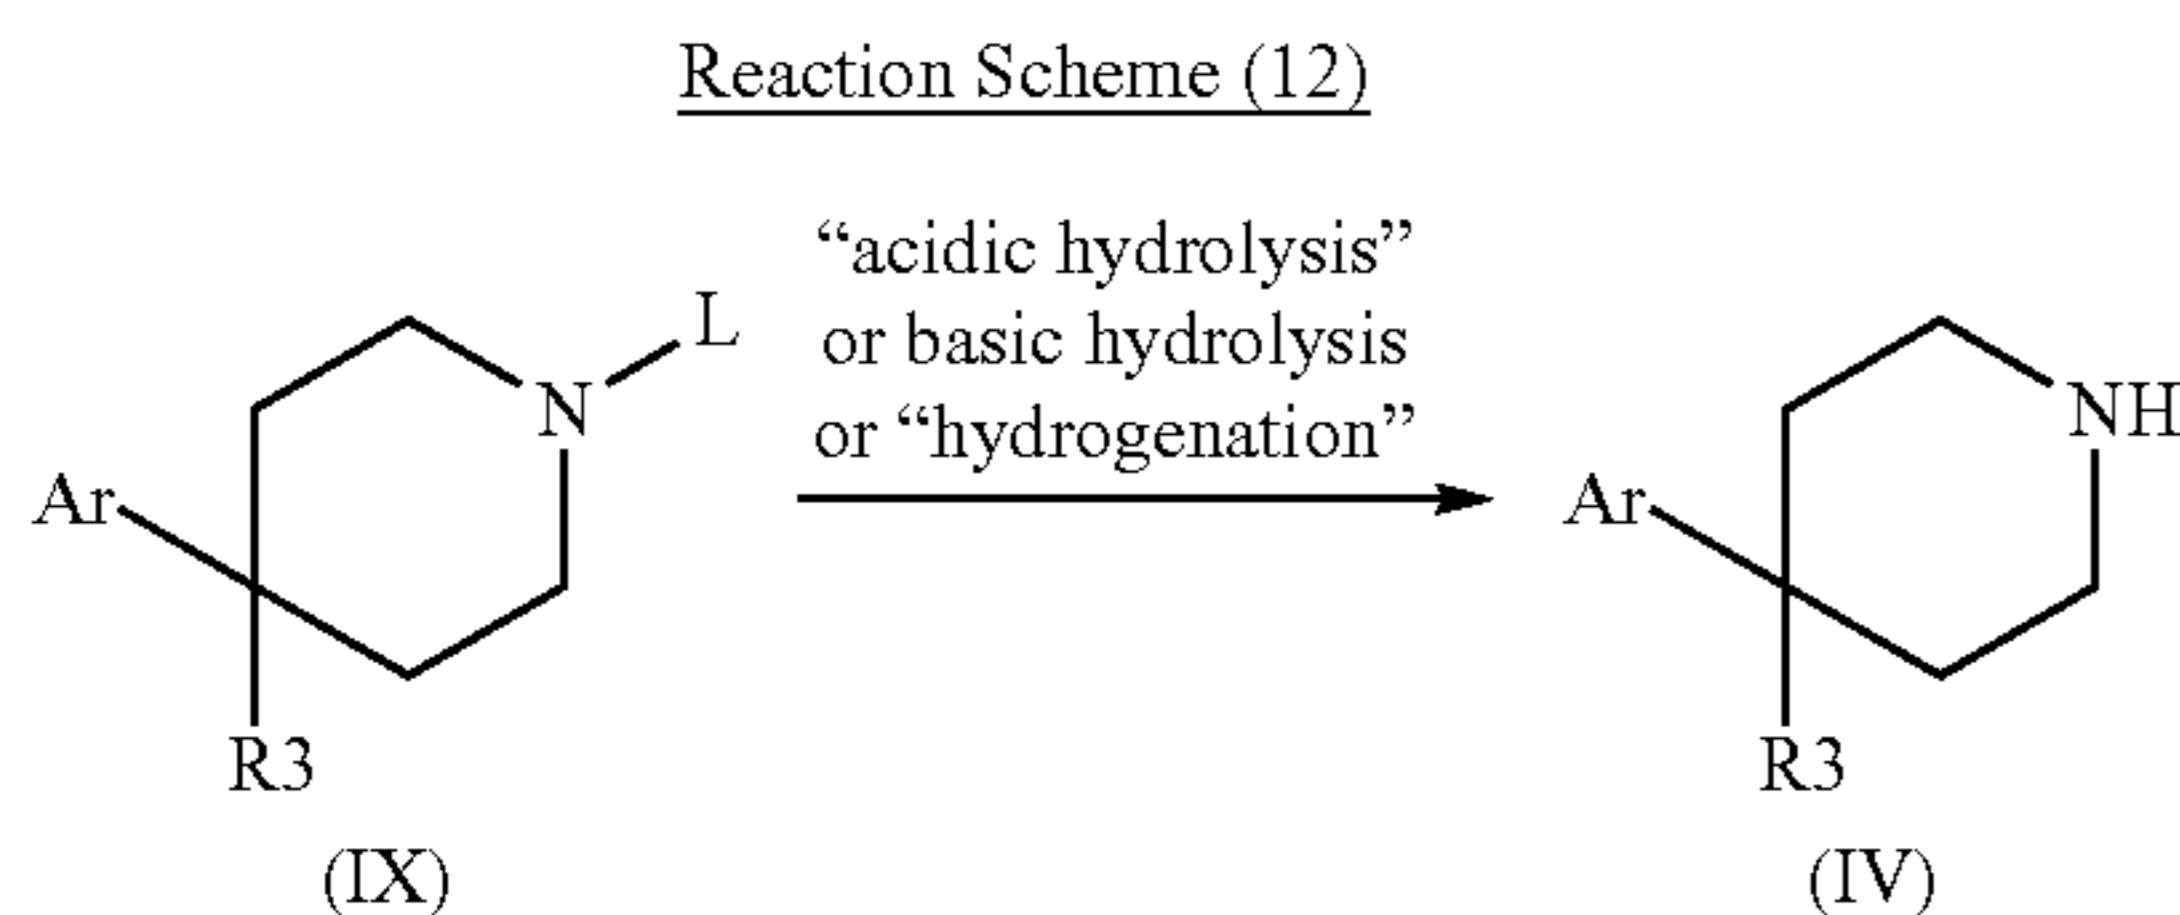 Reaction Scheme (12)
“acidic hydrolysis”
or basic hydrolysis
or “hydrogenation”
L
N
Ar
R3
(IX)
NH
Ar
R3
(IV)